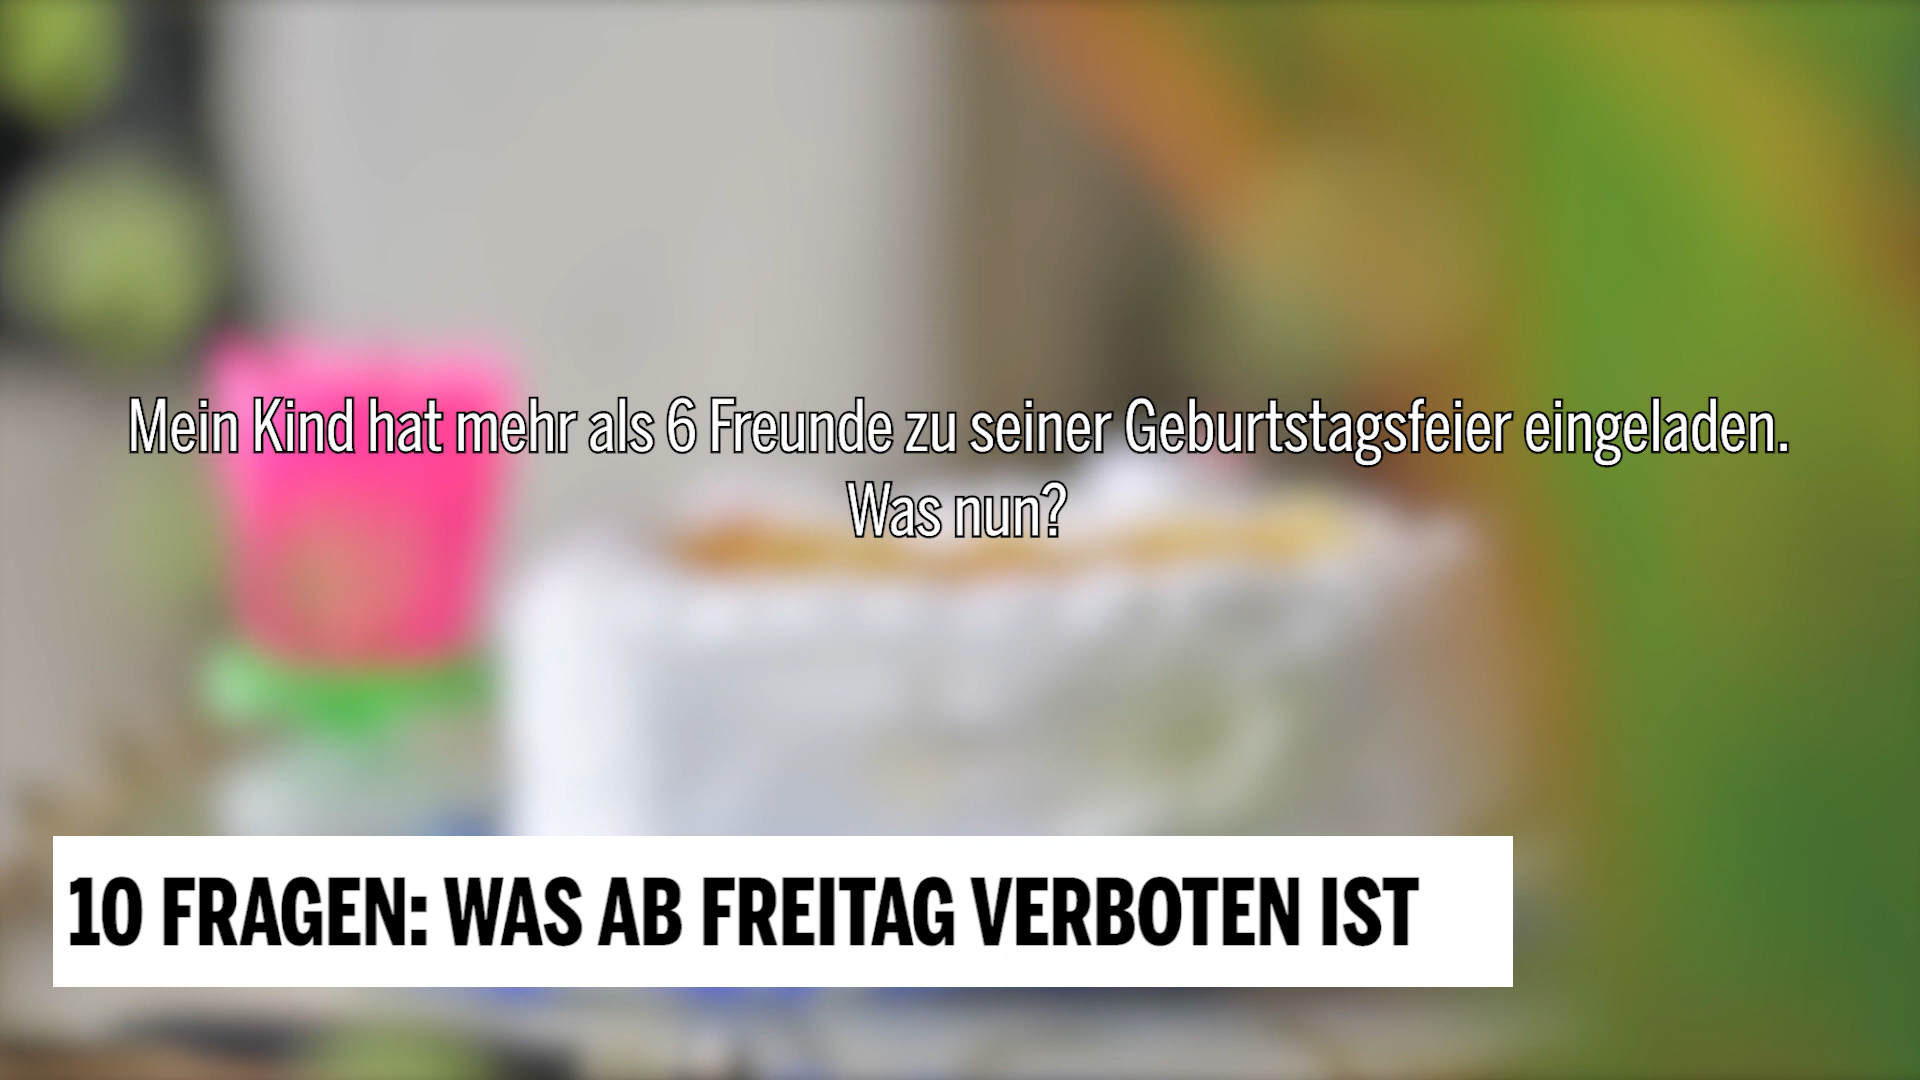 Mein Kind hat mehr als 6 Freunde zu seiner Geburtstagsfeier eingeladen.
Was nun?
10 FRAGEN: WAS AB FREITAG VERBOTEN IST